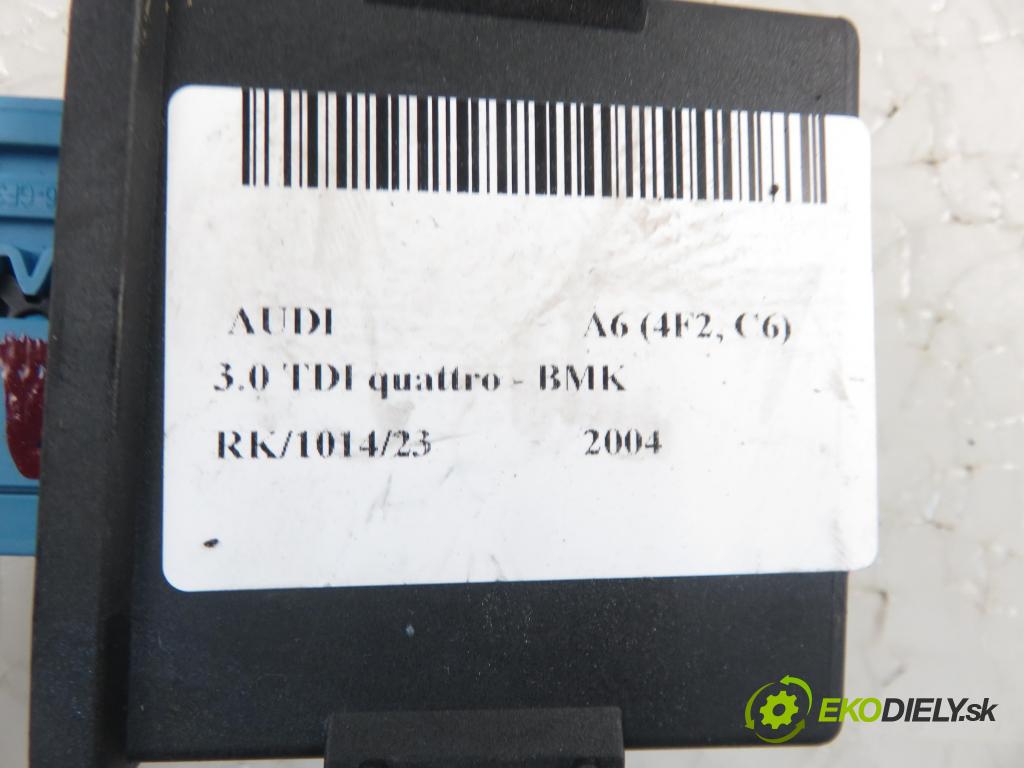 AUDI A6 (4F2, C6)
3.0 TDI quattro - BMK
RK/1014/23 2004
EKODIELY.sk